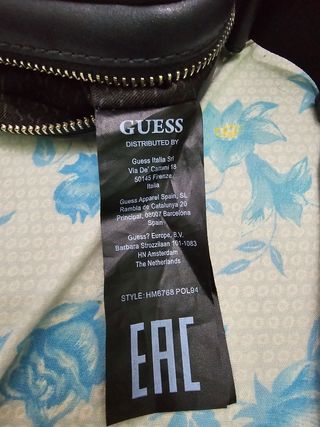 GUESS
DISTRIBUTED BY
Guess Italia Srl
Via De' Cattani 18
50145 Firenze
Italia
Guess Apparel Spain, SL
Rambla de Catalunya 20
Principal, 08007 Barcelona
Spain
Guess? Europe, B.V.
Barbara Strozzilaan 101-1083
HN Amsterdam
The Netherlands
STYLE: HM6768 POL94
EAC